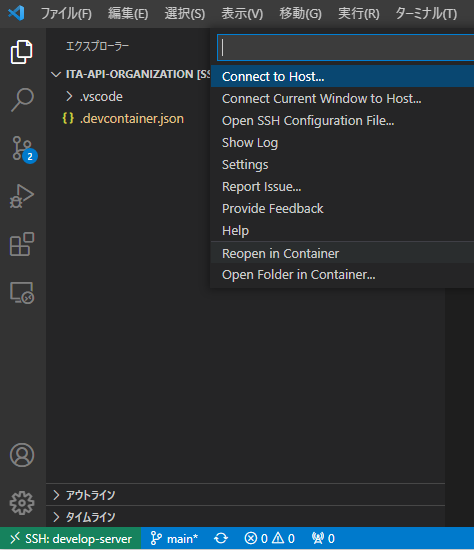 ファイル(F) 編集(E) 選択(S) 表示(V) 移動(G) 実行(R) ターミナル(T)
エクスプローラー
ITA-API-ORGANIZATION [SS
.vscode
{ } .devcontainer.json
Connect to Host...
Connect Current Window to Host...
Open SSH Configuration File...
Show Log
Settings
Report Issue...
Provide Feedback
Help
Reopen in Container
Open Folder in Container...
2
アウトライン
タイムライン
SSH: develop-server main* 0 0 0